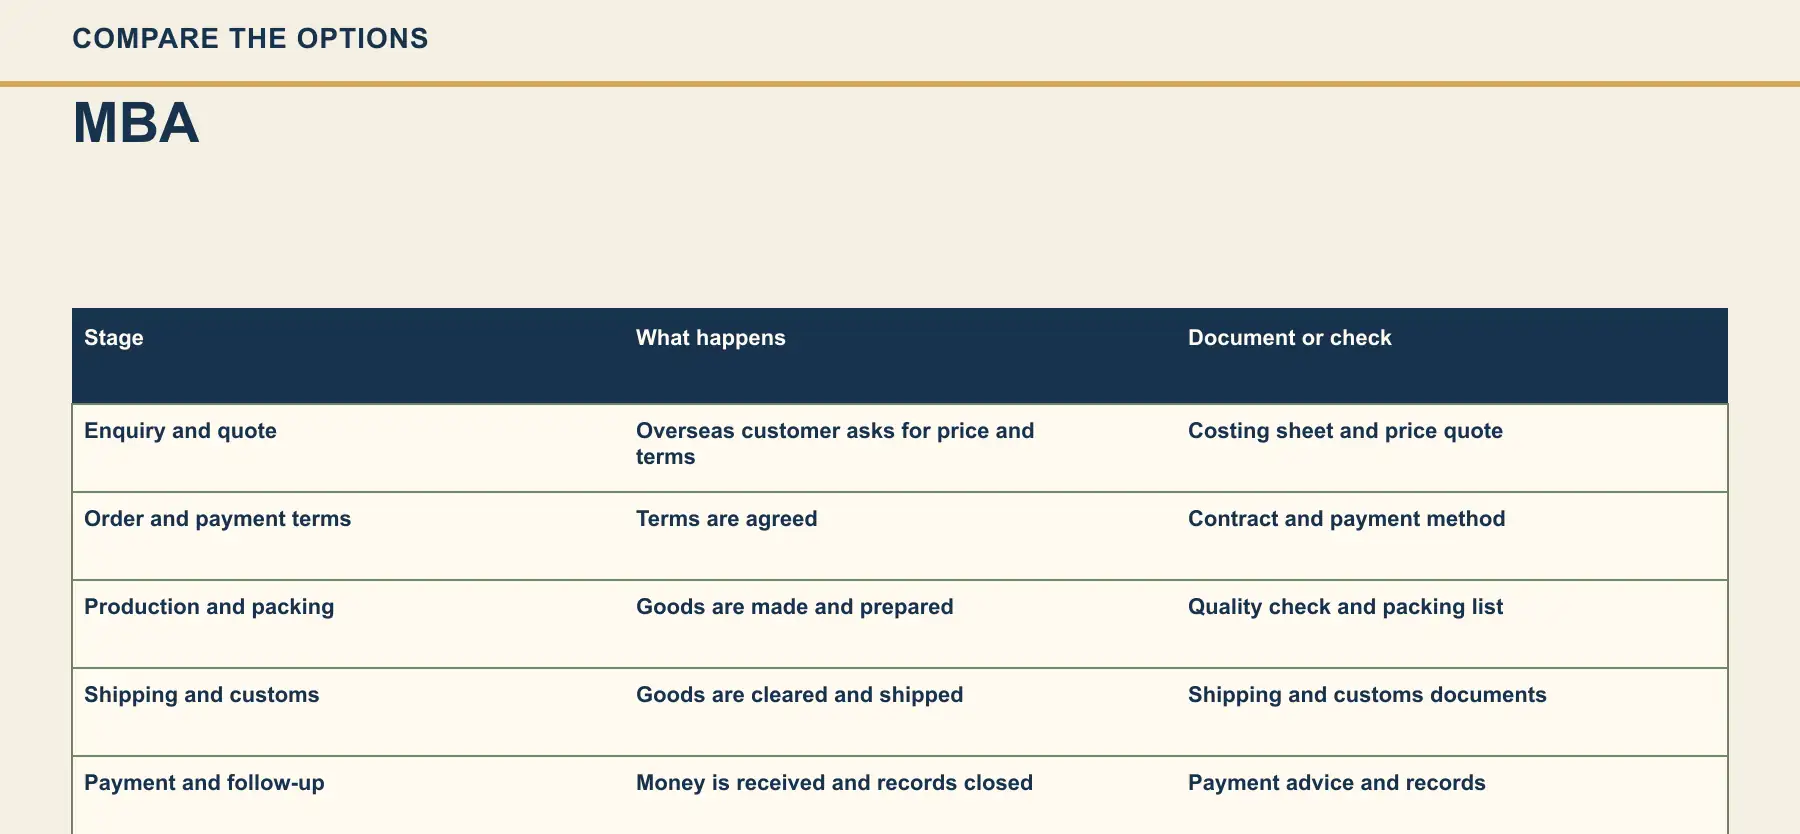 COMPARE THE OPTIONS
MBA
Stage What happens Document or check
Enquiry and quote Overseas customer asks for price and Costing sheet and price quote
terms
Order and payment terms Terms are agreed Contract and payment method
Production and packing Goods are made and prepared Quality check and packing list
Shipping and customs Goods are cleared and shipped Shipping and customs documents
Payment and follow-up Money is received and records closed Payment advice and records